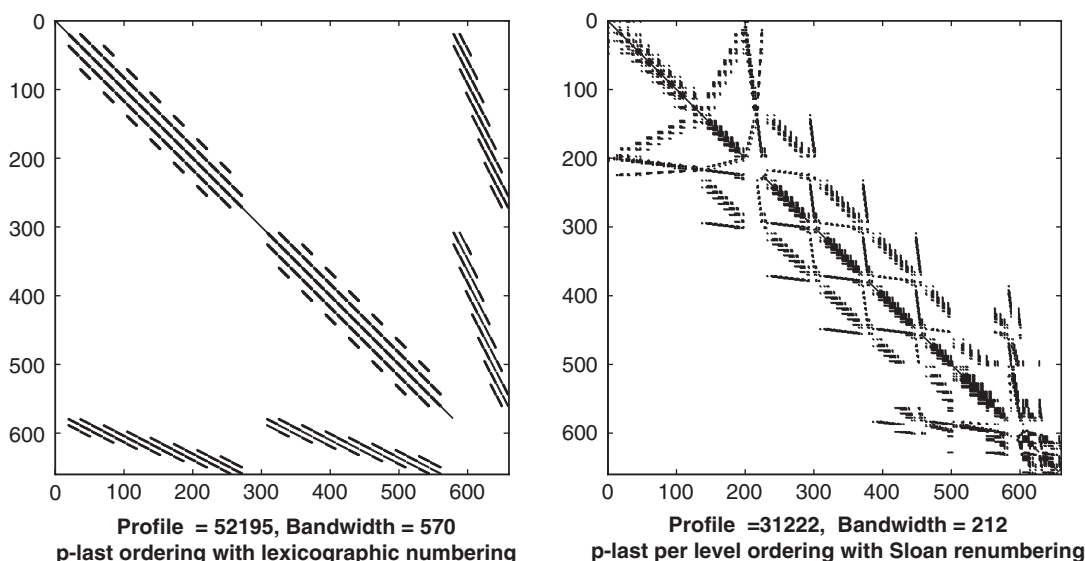 0
100
200
300
400
500
600
0 100 200 300 400 500 600
Profile = 52195, Bandwidth = 570
p-last ordering with lexicographic numbering
0
100
200
300
400
500
600
0 100 200 300 400 500 600
Profile =31222, Bandwidth = 212
p-last per level ordering with Sloan renumbering